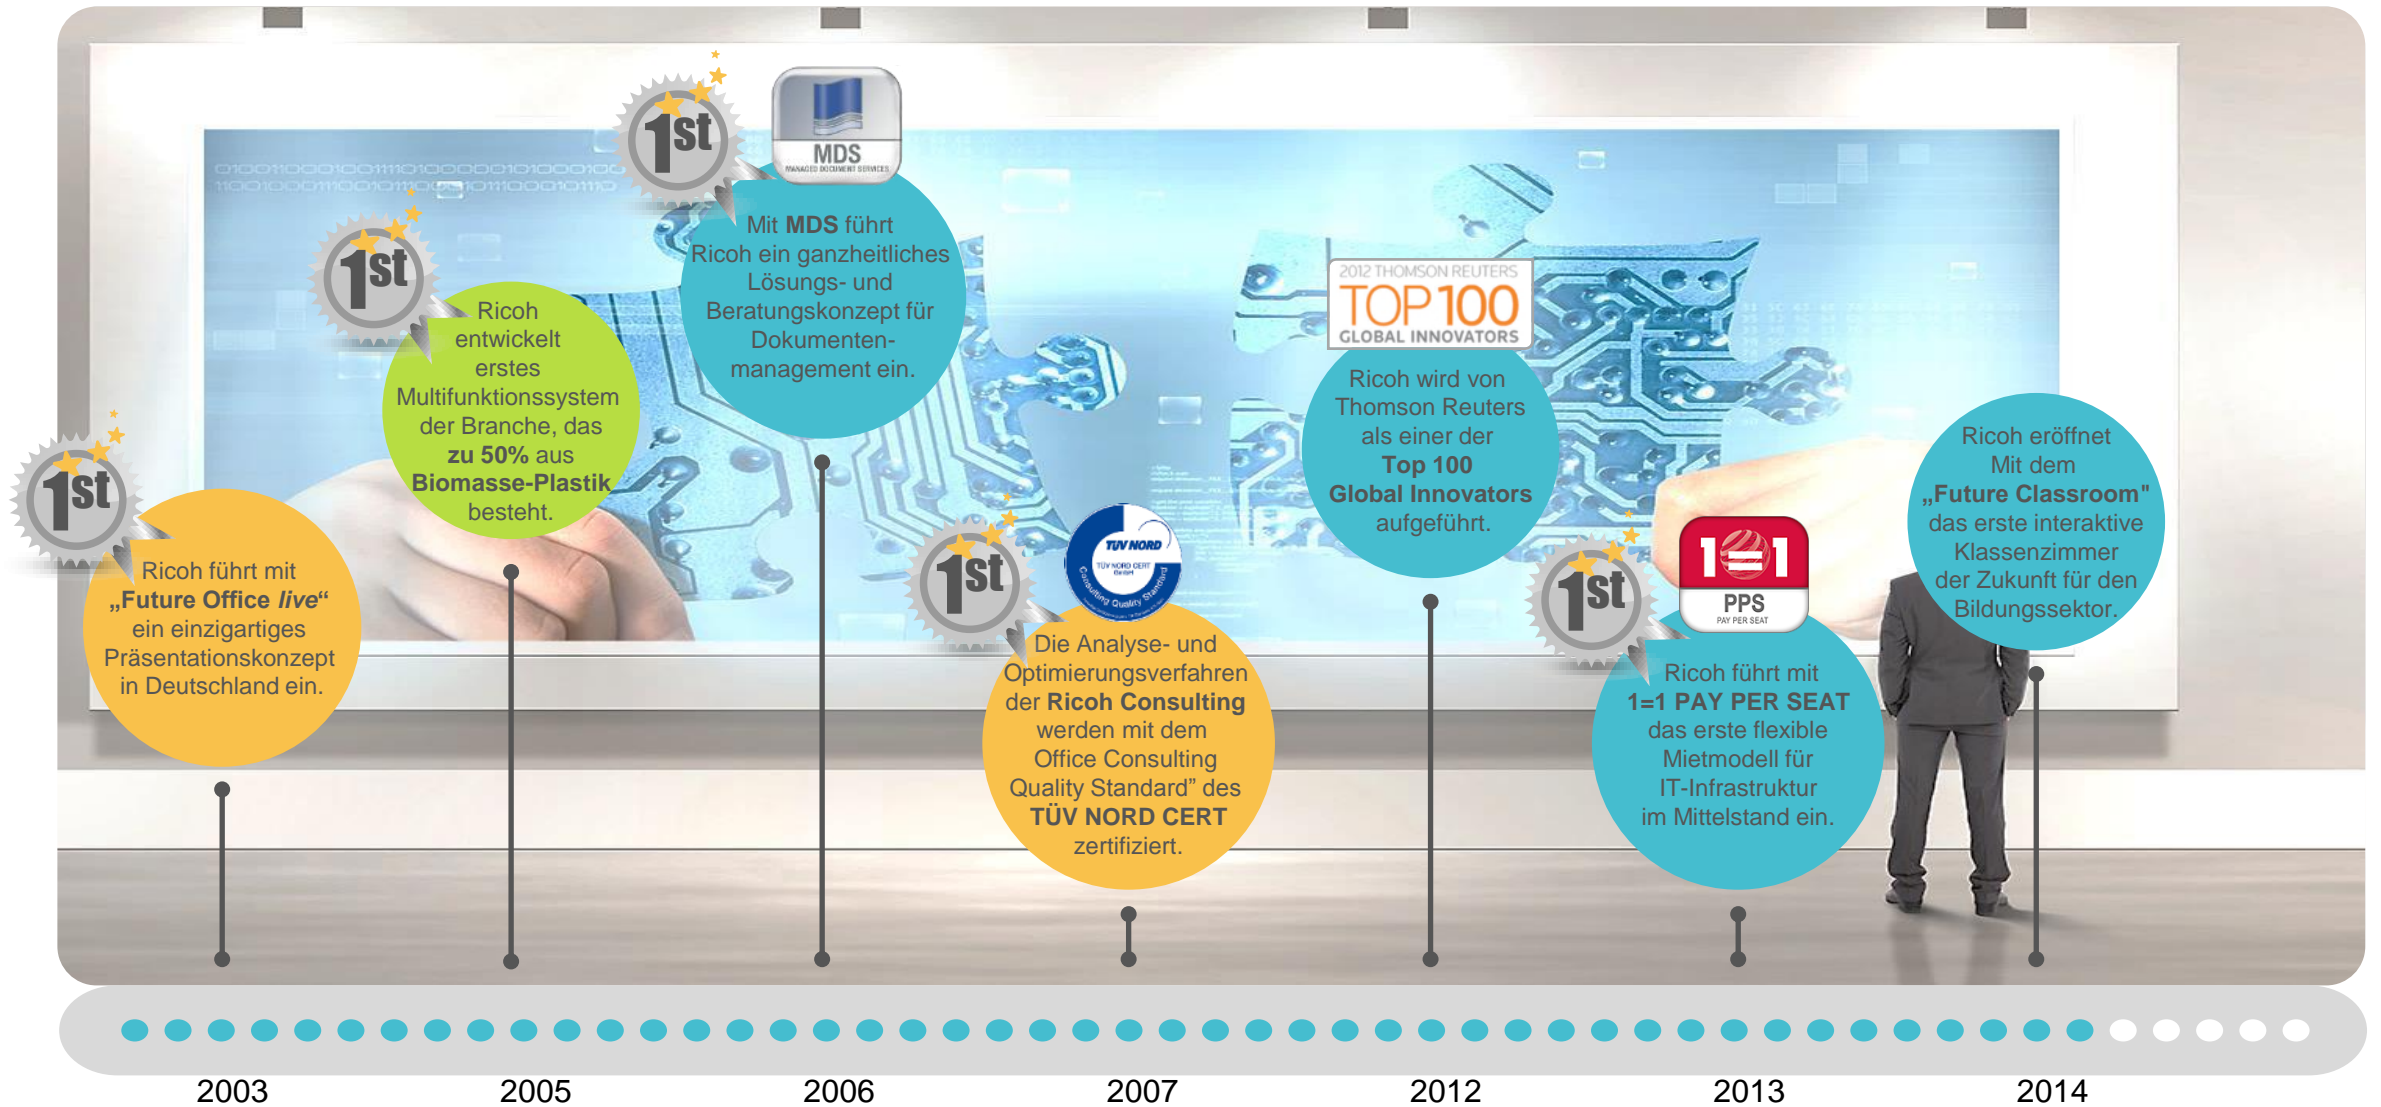 1st
Ricoh führt mit
„Future Office live“
ein einzigartiges
Präsentationskonzept
in Deutschland ein.
1st
Ricoh
entwickelt
erstes
Multifunktionssystem
der Branche, das
zu 50% aus
Biomasse-Plastik
besteht.
1st
MDS
MANAGED DOCUMENT SERVICES
Mit MDS führt
Ricoh ein ganzheitliches
Lösungs- und
Beratungskonzept für
Dokumenten-
management ein.
1st
TÜV NORD
TÜV NORD CERT
GmbH
Consulting Quality Standard
Die Analyse- und
Optimierungsverfahren
der Ricoh Consulting
werden mit dem
Office Consulting
Quality Standard” des
TÜV NORD CERT
zertifiziert.
2012 THOMSON REUTERS
TOP 100
GLOBAL INNOVATORS
Ricoh wird von
Thomson Reuters
als einer der
Top 100
Global Innovators
aufgeführt.
1st
1=1
PPS
PAY PER SEAT
Ricoh führt mit
1=1 PAY PER SEAT
das erste flexible
Mietmodell für
IT-Infrastruktur
im Mittelstand ein.
Ricoh eröffnet
Mit dem
„Future Classroom"
das erste interaktive
Klassenzimmer
der Zukunft für den
Bildungssektor.
2003 2005 2006 2007 2012 2013 2014